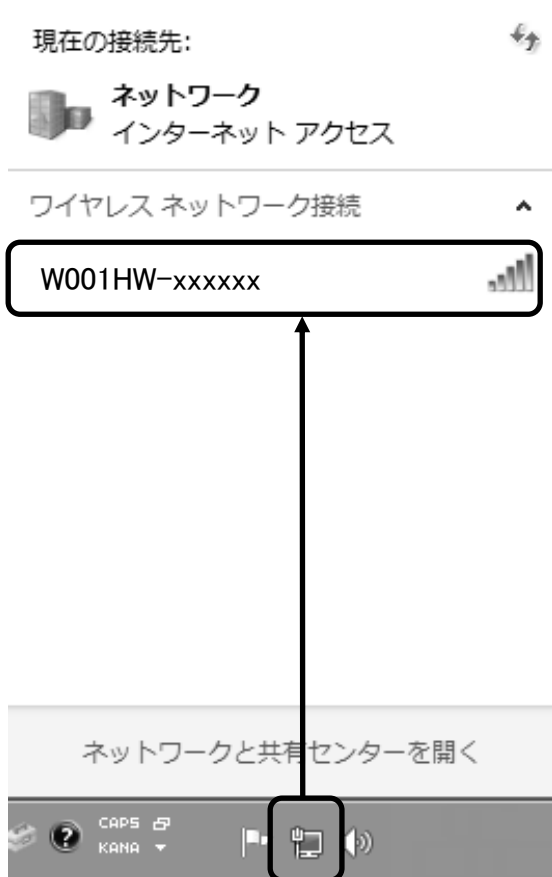 現在の接続先:
ネットワーク
インターネット アクセス
ワイヤレス ネットワーク接続
W001HW-xxxxxx
ネットワークと共有センターを開く
CAPS
KANA